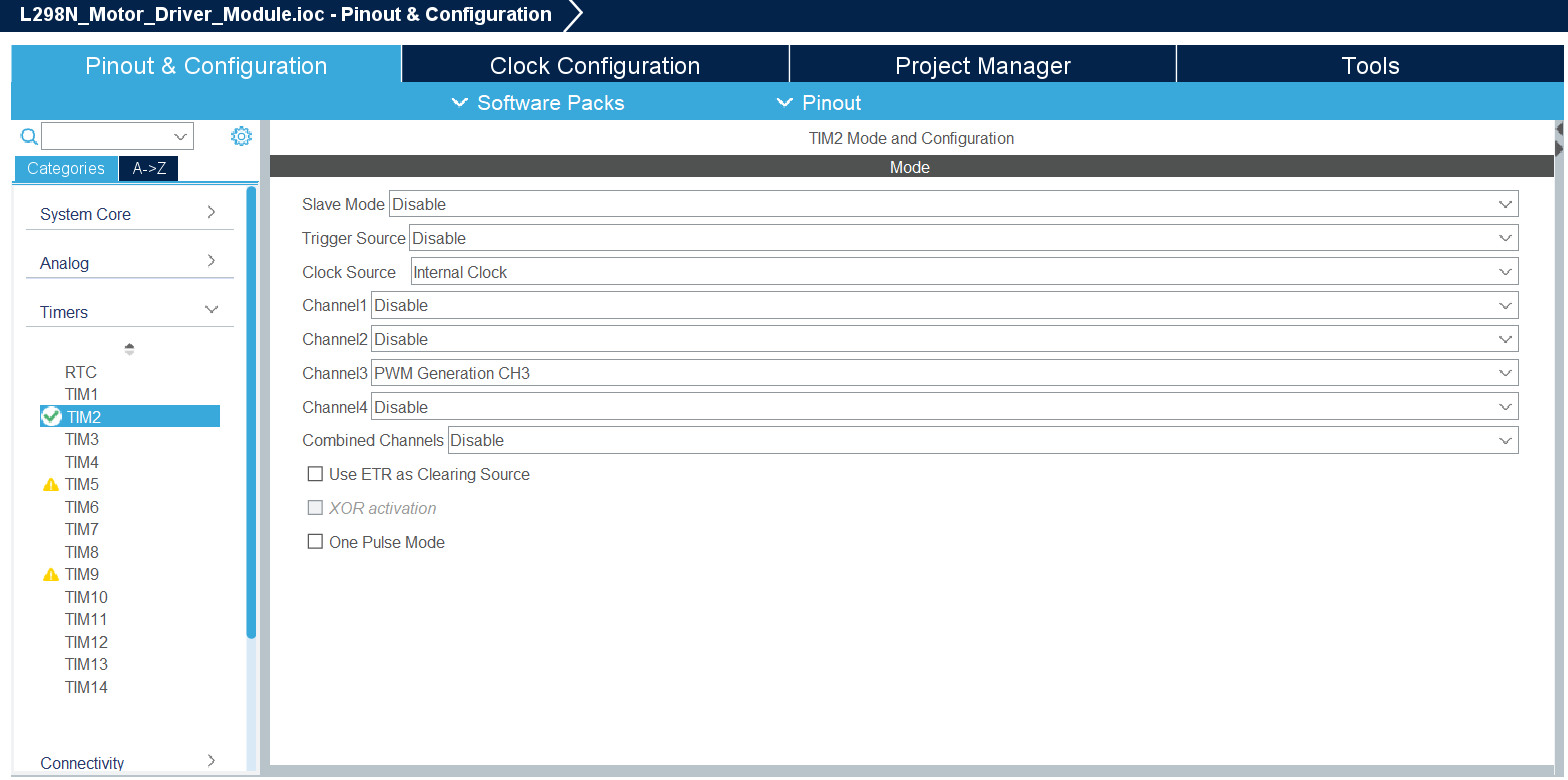 L298N_Motor_Driver_Module.ioc - Pinout & Configuration
Pinout & Configuration
Clock Configuration
Project Manager
Tools
Software Packs
Pinout
Categories
A->Z
System Core
Analog
Timers
RTC
TIM1
TIM2
TIM3
TIM4
TIM5
TIM6
TIM7
TIM8
TIM9
TIM10
TIM11
TIM12
TIM13
TIM14
Connectivity
TIM2 Mode and Configuration
Mode
Slave Mode Disable
Trigger Source Disable
Clock Source Internal Clock
Channel1 Disable
Channel2 Disable
Channel3 PWM Generation CH3
Channel4 Disable
Combined Channels Disable
Use ETR as Clearing Source
XOR activation
One Pulse Mode